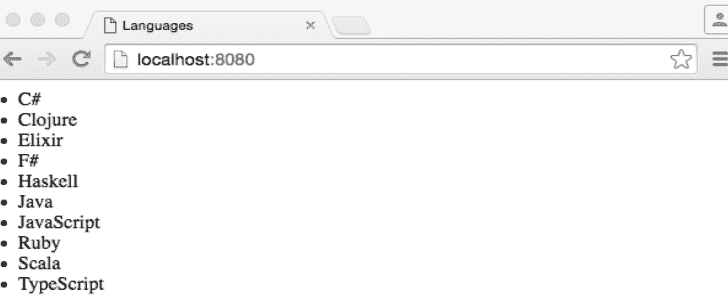 Languages
localhost:8080
C#
Clojure
Elixir
F#
Haskell
Java
JavaScript
Ruby
Scala
TypeScript